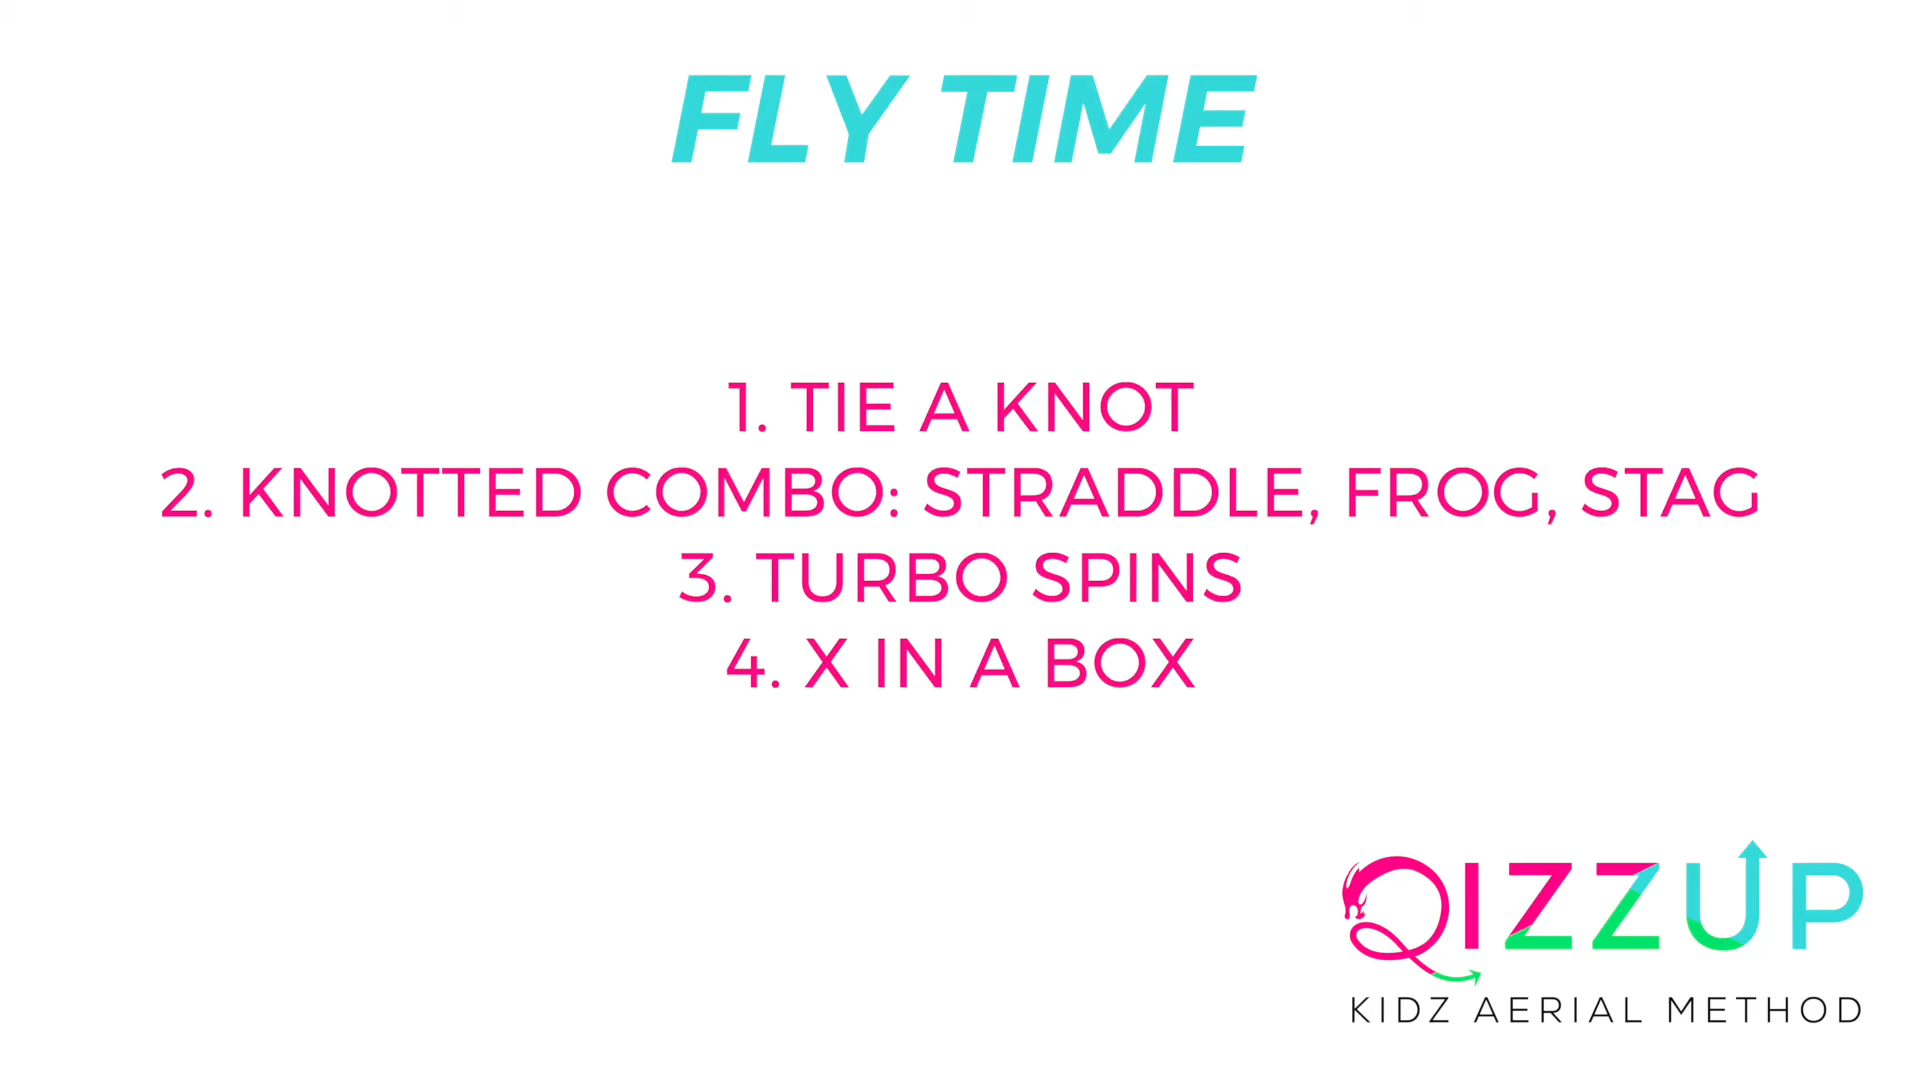 FLY TIME
1. TIE A KNOT
2. KNOTTED COMBO: STRADDLE, FROG, STAG
3. TURBO SPINS
4. X IN A BOX
QIZZUP
KIDZ AERIAL METHOD